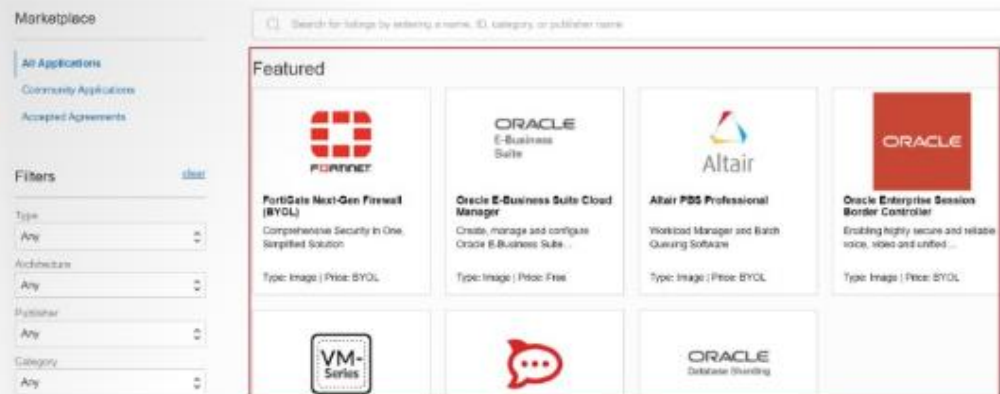 Marketplace
Search for listings by entering a name, ID, category, or publisher name
All Applications
Community Applications
Accepted Agreements
Filters
clear
Type
Any
Architecture
Any
Publisher
Any
Category
Any
Featured
FORTINET
FortiGate Next-Gen Firewall
(BYOL)
Comprehensive Security In One,
Simplified Solution
Type: Image | Price: BYOL
ORACLE
E-Business
Suite
Oracle E-Business Suite Cloud
Manager
Create, manage and configure
Oracle E-Business Suite...
Type: Image | Price: Free
Altair
Altair PBS Professional
Workload Manager and Batch
Queuing Software
Type: Image | Price: BYOL
ORACLE
Oracle Enterprise Session
Border Controller
Enabling highly secure and reliable
voice, video and unified ...
Type: Image | Price: BYOL
VM-
Series
ORACLE
Database Sharding